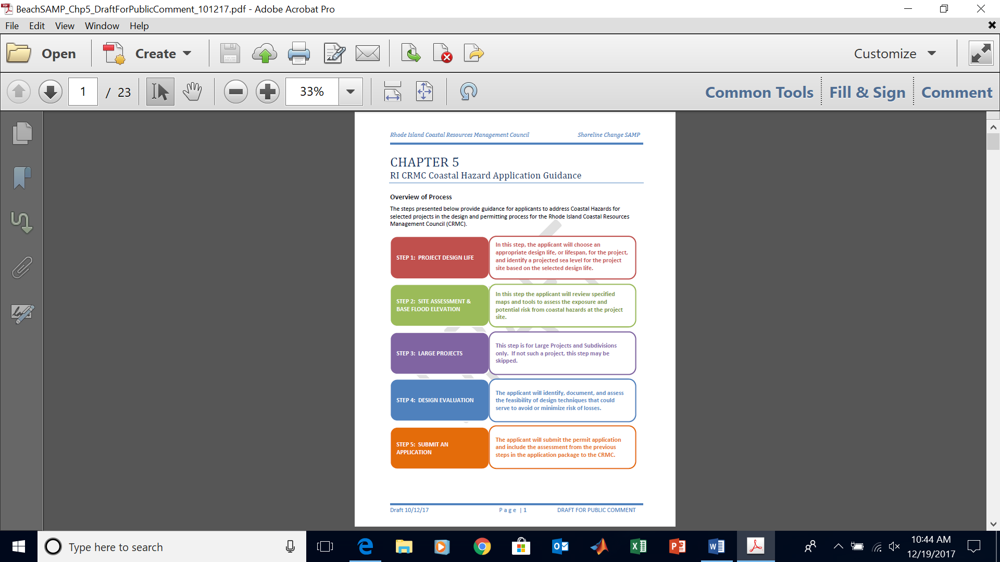 BeachSAMP_Chp5_DraftForPublicComment_101217.pdf - Adobe Acrobat Pro
File Edit View Window Help
Open Create Customize
1 / 23 33% Common Tools Fill & Sign Comment
Rhode Island Coastal Resources Management Council Shoreline Change SAMP
CHAPTER 5
RI CRMC Coastal Hazard Application Guidance
Overview of Process
The steps presented below provide guidance for applicants to address Coastal Hazards for
selected projects in the design and permitting process for the Rhode Island Coastal Resources
Management Council (CRMC).
STEP 1: PROJECT DESIGN LIFE
In this step, the applicant will choose an
appropriate design life, or lifespan, for the project,
and identify a projected sea level for the project
site based on the selected design life.
STEP 2: SITE ASSESSMENT &
BASE FLOOD ELEVATION
In this step the applicant will review specified
maps and tools to assess the exposure and
potential risk from coastal hazards at the project
site.
STEP 3: LARGE PROJECTS
This step is for Large Projects and Subdivisions
only. If not such a project, this step may be
skipped.
STEP 4: DESIGN EVALUATION
The applicant will identify, document, and assess
the feasibility of design techniques that could
serve to avoid or minimize risk of losses.
STEP 5: SUBMIT AN
APPLICATION
The applicant will submit the permit application
and include the assessment from the previous
steps in the application package to the CRMC.
Draft 10/12/17 Page | 1 DRAFT FOR PUBLIC COMMENT
Type here to search
10:44 AM
12/19/2017